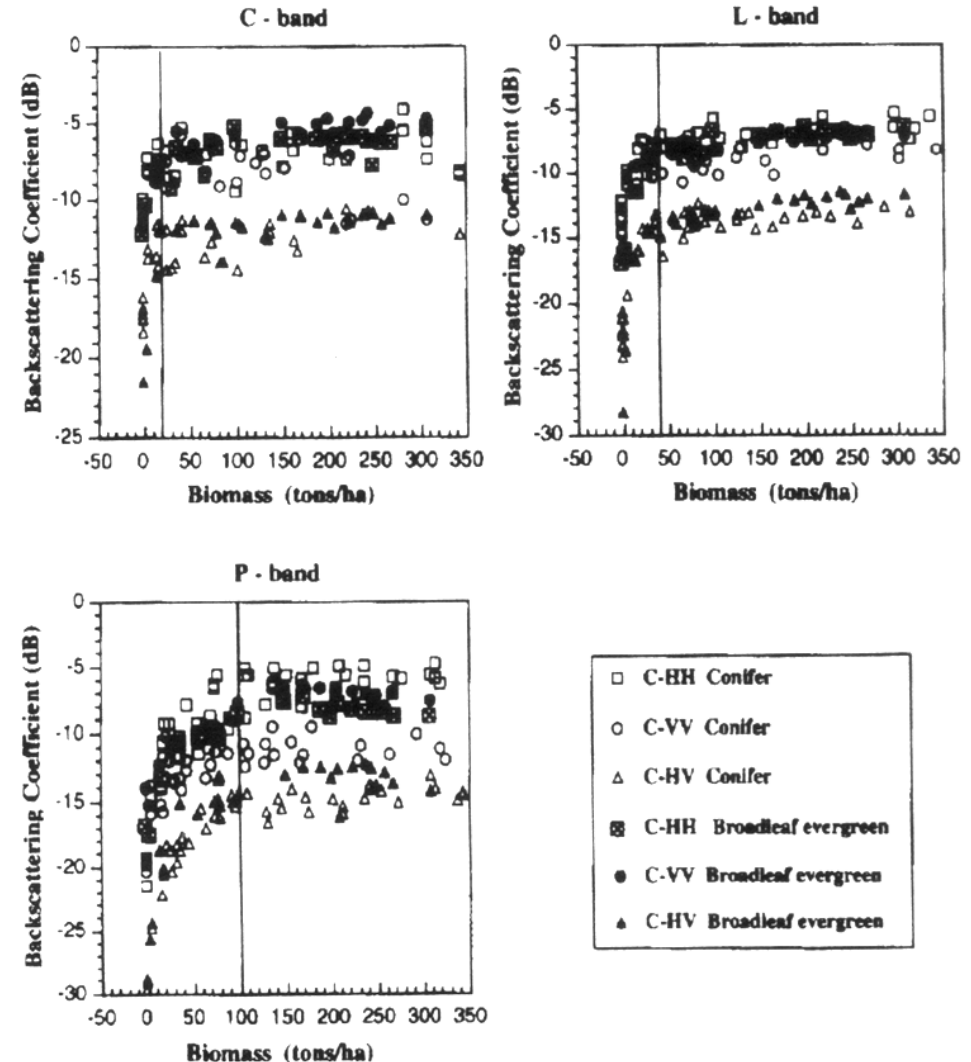 C - band
0
-5
-10
-15
-20
-25
Backscattering Coefficient (dB)
-50 0 50 100 150 200 250 300 350
Biomass (tons/ha)
L - band
0
-5
-10
-15
-20
-25
-30
Backscattering Coefficient (dB)
-50 0 50 100 150 200 250 300 350
Biomass (tons/ha)
P - band
0
-5
-10
-15
-20
-25
-30
Backscattering Coefficient (dB)
-50 0 50 100 150 200 250 300 350
Biomass (tons/ha)
C-HH Conifer
C-VV Conifer
C-HV Conifer
C-HH Broadleaf evergreen
C-VV Broadleaf evergreen
C-HV Broadleaf evergreen